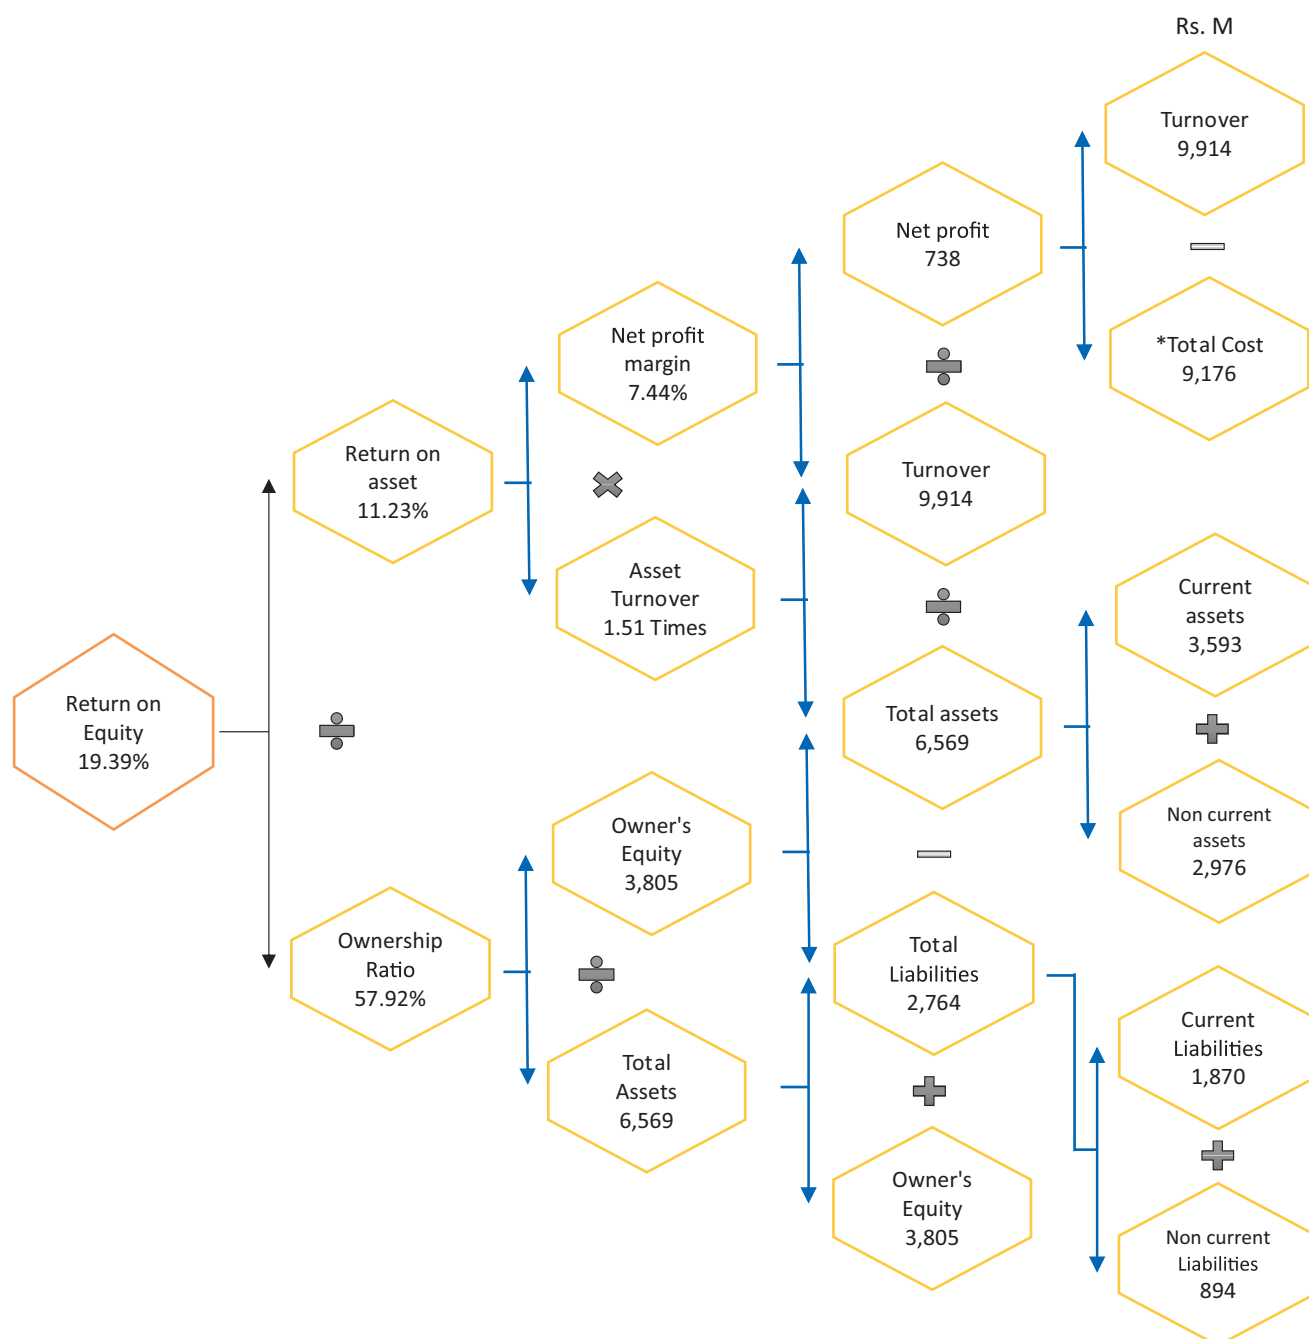 Rs. M
Turnover
9,914
Net profit
738
*Total Cost
9,176
Net profit
margin
7.44%
Return on
asset
11.23%
Turnover
9,914
Asset
Turnover
1.51 Times
Current
assets
3,593
Return on
Equity
19.39%
Total assets
6,569
Non current
assets
2,976
Owner's
Equity
3,805
Ownership
Ratio
57.92%
Total
Liabilities
2,764
Current
Liabilities
1,870
Total
Assets
6,569
Owner's
Equity
3,805
Non current
Liabilities
894